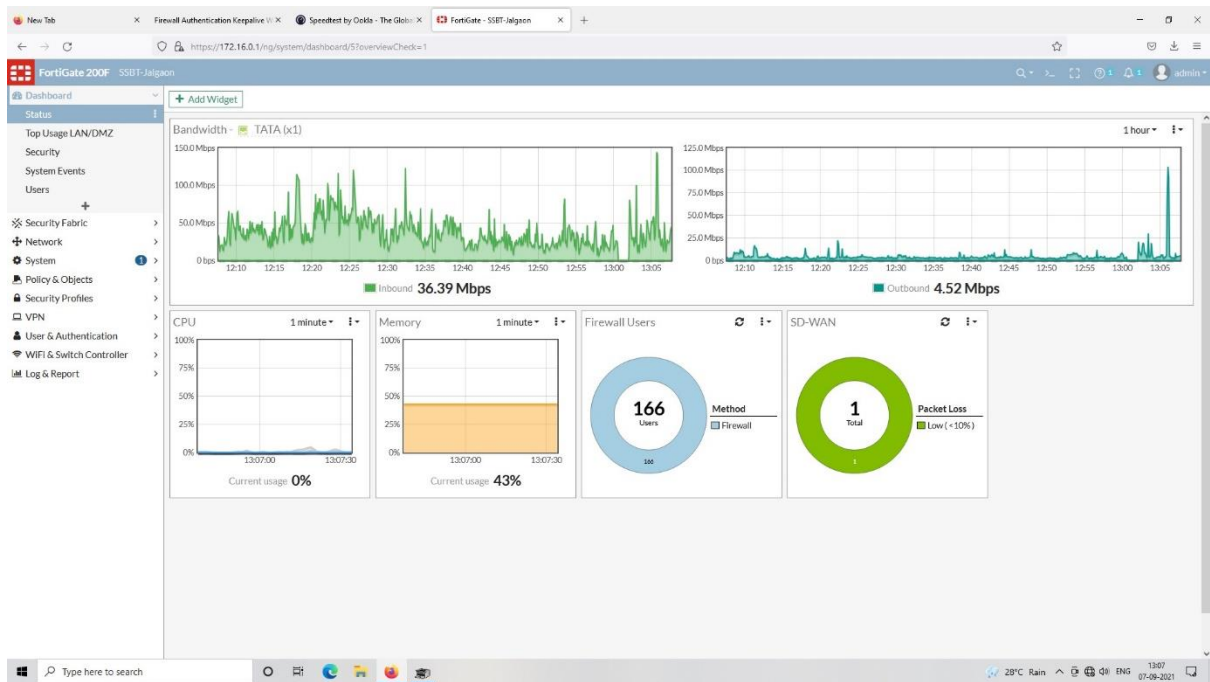 New Tab
Firewall Authentication Keepalive W
Speedtest by Ookla - The Global
FortiGate - SSBT-Jalgaon
https://172.16.0.1/ng/system/dashboard/5?overviewCheck=1
FortiGate 200F SSBT-Jalgaon
1
1
admin
Dashboard
Status
Top Usage LAN/DMZ
Security
System Events
Users
+
Security Fabric
Network
System 1
Policy & Objects
Security Profiles
VPN
User & Authentication
WiFi & Switch Controller
Log & Report
+ Add Widget
Bandwidth - TATA (x1)
1 hour
150.0 Mbps
100.0 Mbps
50.0 Mbps
0 bps
12:10 12:15 12:20 12:25 12:30 12:35 12:40 12:45 12:50 12:55 13:00 13:05
Inbound 36.39 Mbps
125.0 Mbps
100.0 Mbps
75.0 Mbps
50.0 Mbps
25.0 Mbps
0 bps
12:10 12:15 12:20 12:25 12:30 12:35 12:40 12:45 12:50 12:55 13:00 13:05
Outbound 4.52 Mbps
CPU 1 minute
100%
75%
50%
25%
0%
13:07:00 13:07:30
Current usage 0%
Memory 1 minute
100%
75%
50%
25%
0%
13:07:00 13:07:30
Current usage 43%
Firewall Users
166
Users
166
Method
Firewall
SD-WAN
1
Total
1
Packet Loss
Low (<10%)
Type here to search
28°C Rain
ENG
13:07
07-09-2021